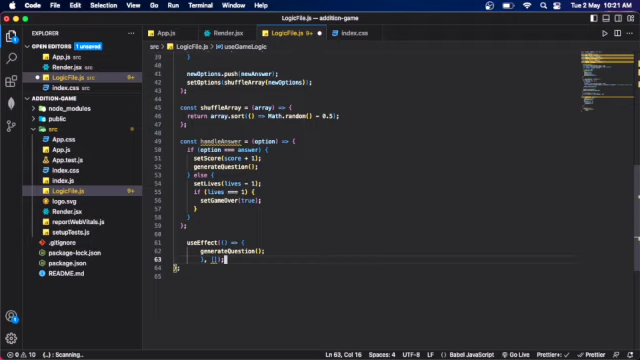 Code File Edit Selection View Go Run Terminal Window Help
Tue 2 May 10:21 AM
LogicFile.js — addition-game
EXPLORER
App.js
Render.jsx
LogicFile.js 9+
index.css
src > LogicFile.js > useGameLogic
OPEN EDITORS 1 unsaved
App.js src
Render.jsx src
LogicFile.js src 9+
index.css src
ADDITION-GAME
node_modules
public
src
App.css
App.js
App.test.js
index.css
index.js
LogicFile.js 9+
logo.svg
Render.jsx
reportWebVitals.js
setupTests.js
.gitignore
package-lock.json
package.json
README.md
39 }
40
41 newOptions.push(newAnswer);
42 setOptions(shuffleArray(newOptions));
43 };
44
45 const shuffleArray = (array) => {
46 return array.sort(() => Math.random() - 0.5);
47 };
48
49 const handleAnswer = (option) => {
50 if (option === answer) {
51 setScore(score + 1);
52 generateQuestion();
53 } else {
54 setLives(lives - 1);
55 if (lives === 1) {
56 setGameOver(true);
57 }
58 }
59 };
60
61 useEffect(() => {
62 generateQuestion();
63 }, []);
64 };
65
10 Scanning..
Ln 63, Col 16 Spaces: 4 UTF-8 LF Babel JavaScript Go Live Prettier+ Prettier